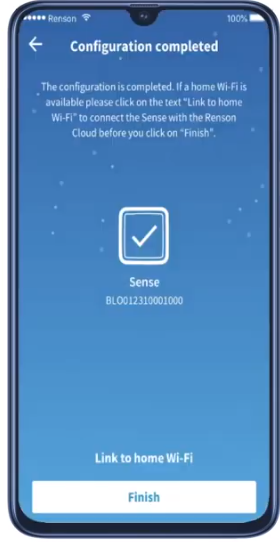 Renson
100%
Configuration completed
The configuration is completed. If a home Wi-Fi is
available please click on the text "Link to home
Wi-Fi" to connect the Sense with the Renson
Cloud before you click on "Finish".
Sense
BLO012310001000
Link to home Wi-Fi
Finish